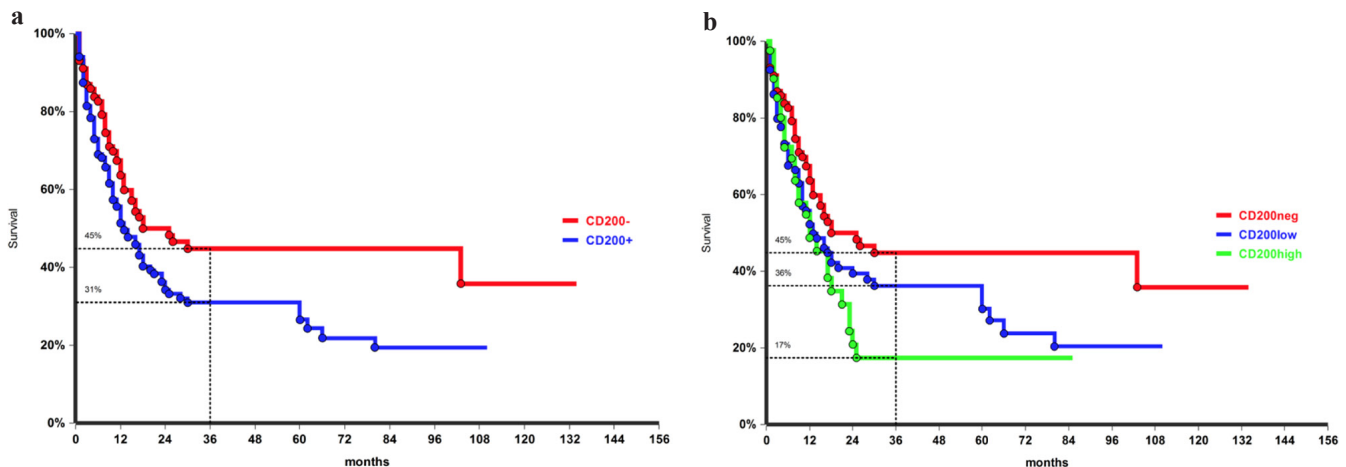 a
100%
80%
60%
40%
20%
0%
Survival
45%
31%
CD200-
CD200+
0 12 24 36 48 60 72 84 96 108 120 132 144 156
months
b
100%
80%
60%
40%
20%
0%
Survival
45%
36%
17%
CD200neg
CD200low
CD200high
0 12 24 36 48 60 72 84 96 108 120 132 144 156
months